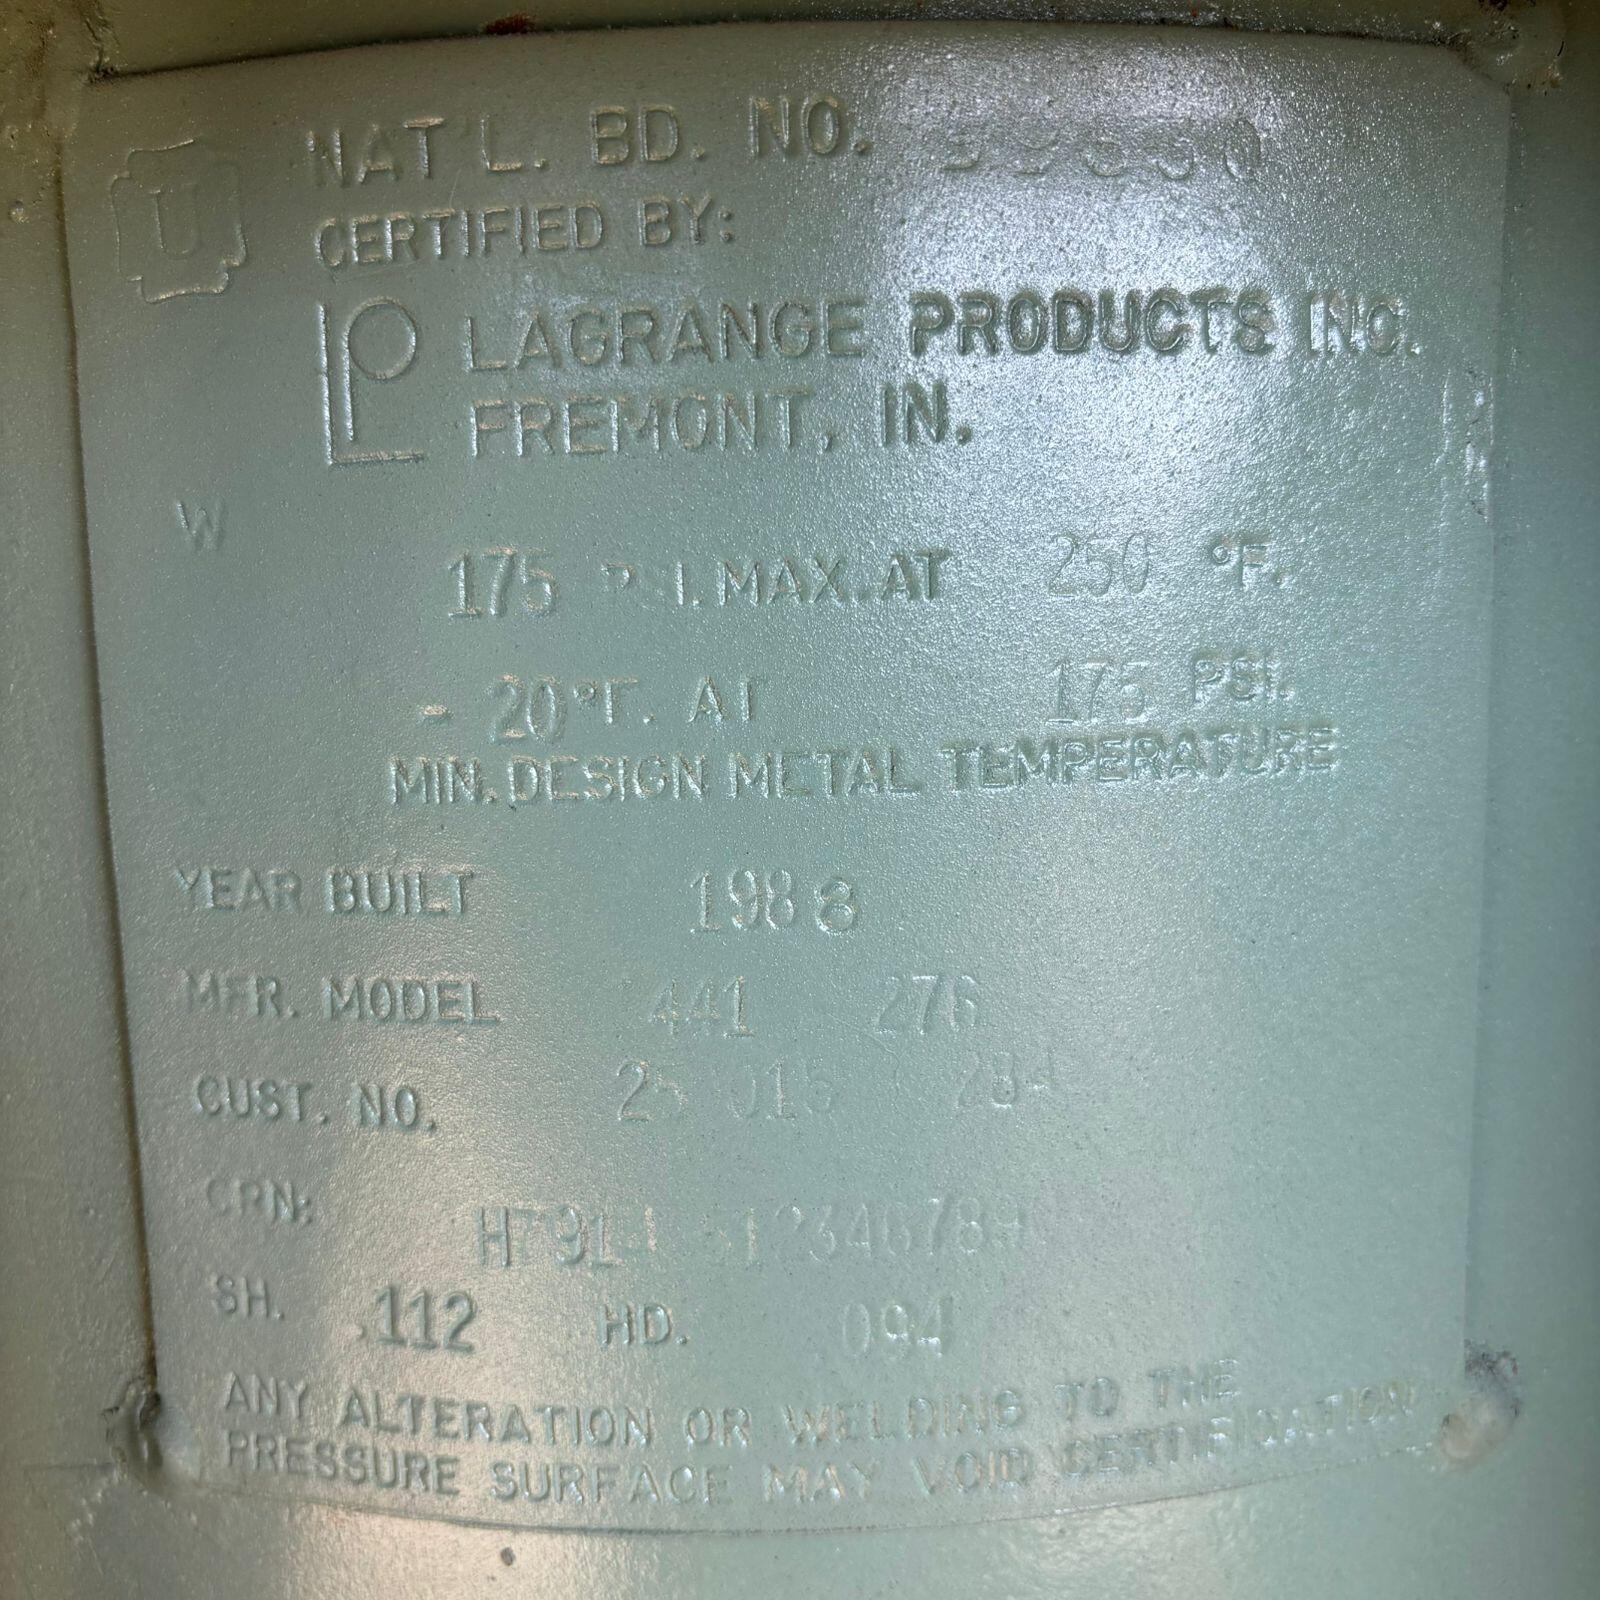 U NAT'L. BD. NO.
CERTIFIED BY:
LP LAGRANGE PRODUCTS INC.
FREMONT, IN.
W
175 PSI. MAX. AT 250 °F.
- 20 °F. AT 175 PSI.
MIN. DESIGN METAL TEMPERATURE
YEAR BUILT 1988
MFR. MODEL 441 276
CUST. NO.
CRN:
SH. .112 HD. .094
ANY ALTERATION OR WELDING TO THE
PRESSURE SURFACE MAY VOID CERTIFICATION